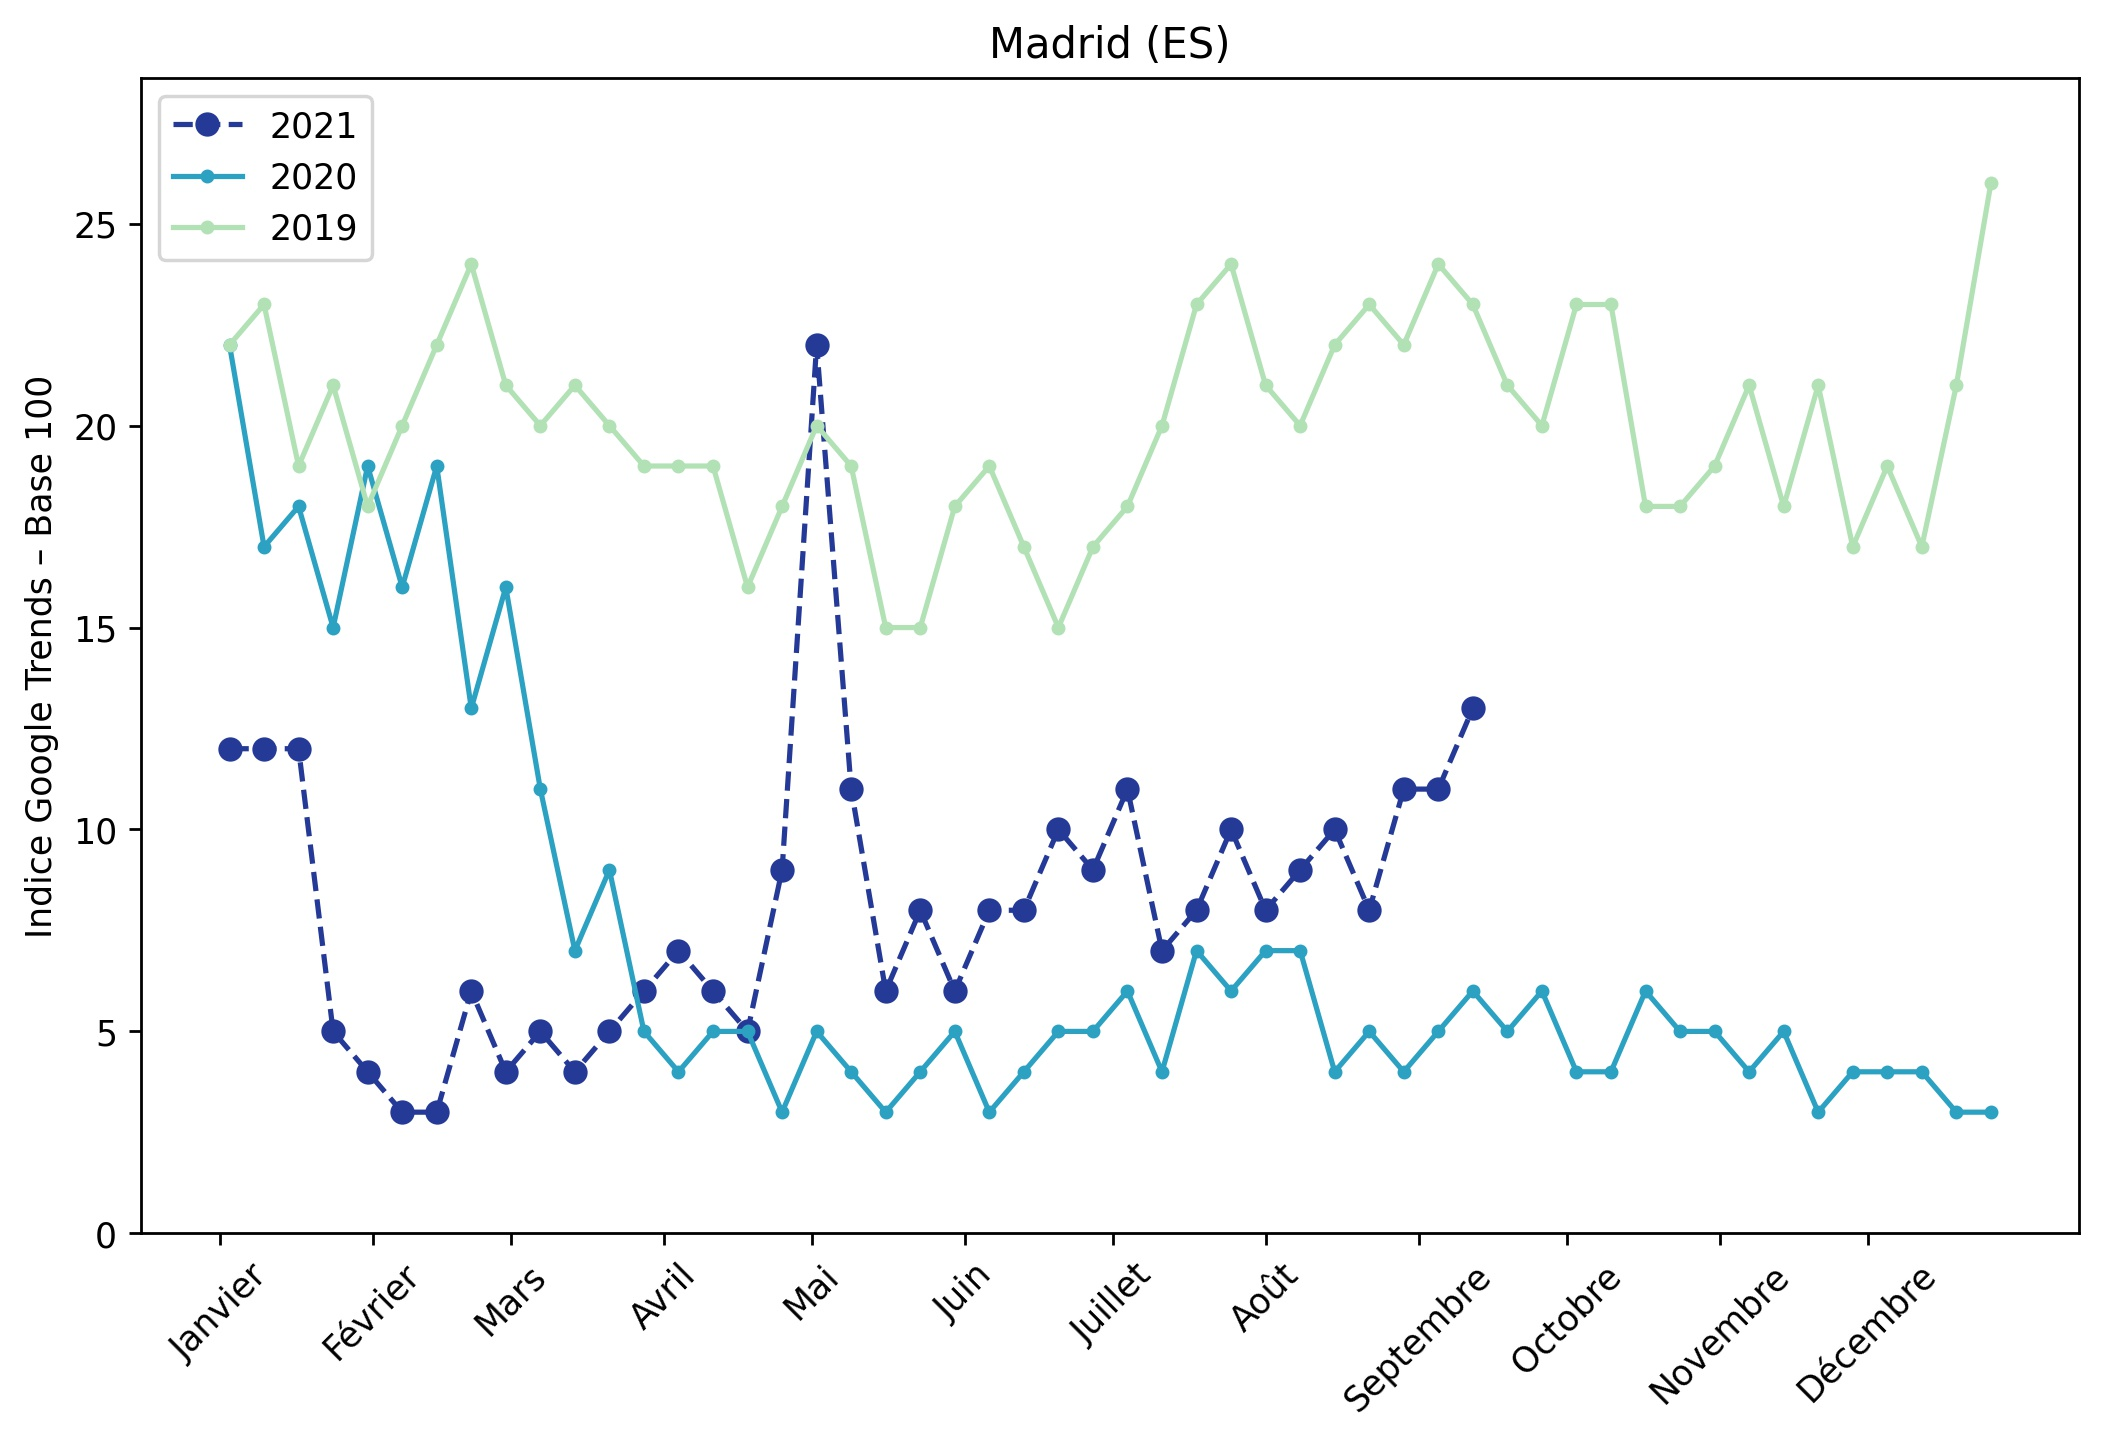 Madrid (ES)
2021
2020
2019
Indice Google Trends – Base 100
25
20
15
10
5
0
Janvier
Février
Mars
Avril
Mai
Juin
Juillet
Août
Septembre
Octobre
Novembre
Décembre